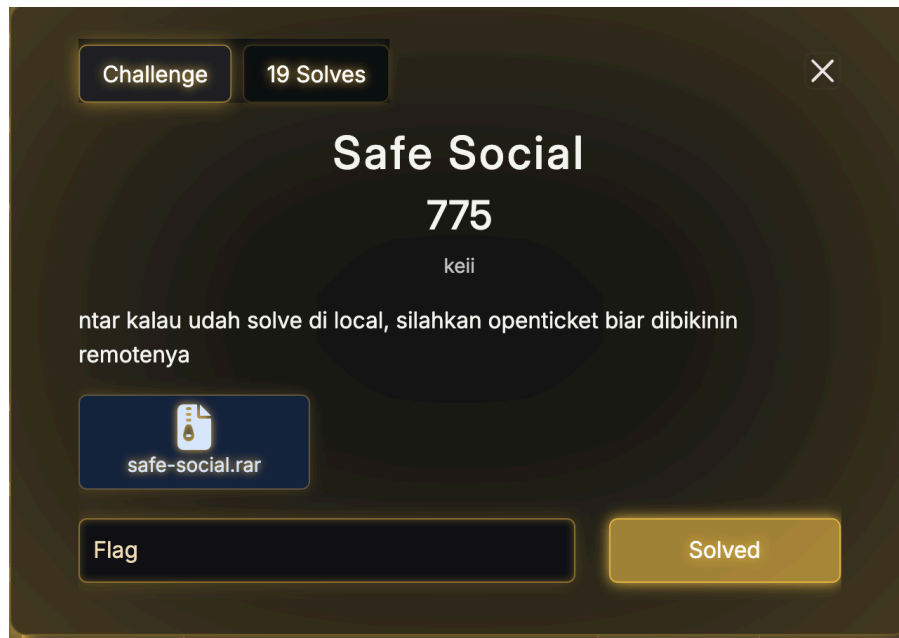 Challenge
19 Solves
Safe Social
775
keii
ntar kalau udah solve di local, silahkan openticket biar dibikinin
remotenya
safe-social.rar
Flag
Solved